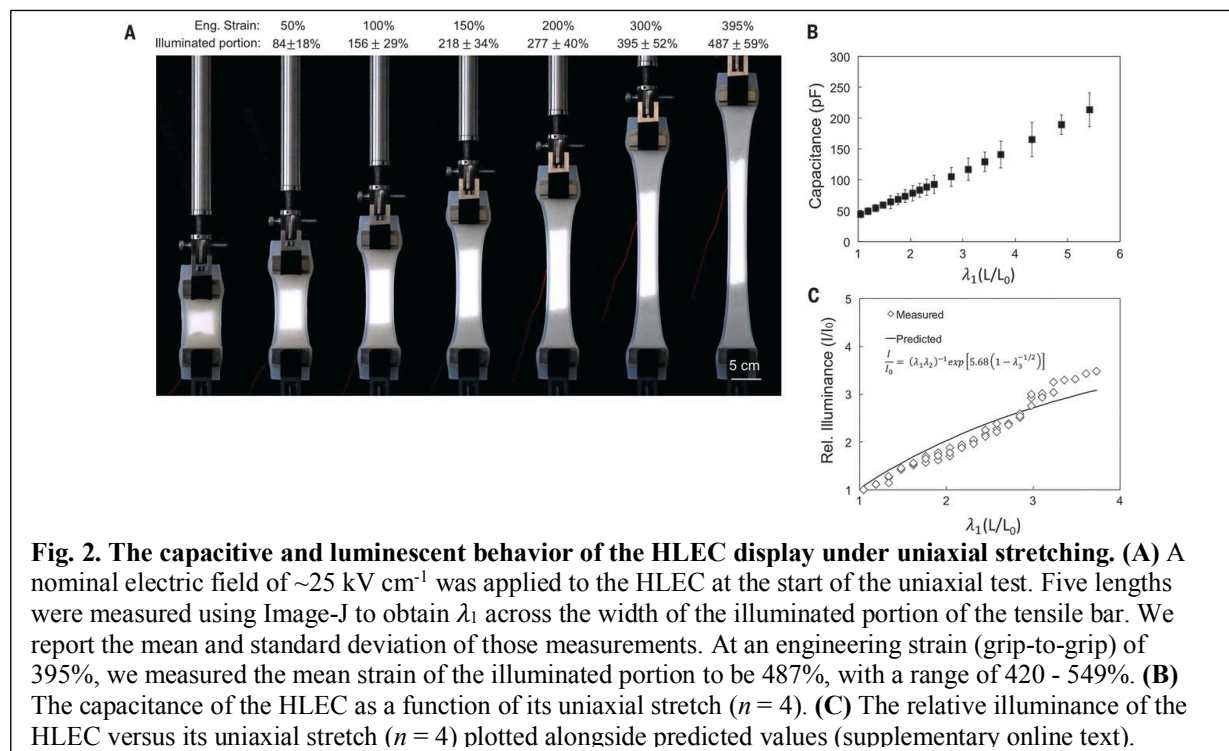 A
Eng. Strain: 50% 100% 150% 200% 300% 395%
Illuminated portion: 84±18% 156 ± 29% 218 ± 34% 277 ± 40% 395 ± 52% 487 ± 59%
5 cm
B
Capacitance (pF)
300
250
200
150
100
50
0
1 2 3 4 5 6
λ₁(L/L₀)
C
Rel. Illuminance (I/I₀)
5
4
3
2
1
◇ Measured
— Predicted
I/I₀ = (λ₁λ₂)⁻¹exp[5.68(1 − λ₃^(-1/2))]
1 2 3 4
λ₁(L/L₀)
Fig. 2. The capacitive and luminescent behavior of the HLEC display under uniaxial stretching. (A) A
nominal electric field of ~25 kV cm⁻¹ was applied to the HLEC at the start of the uniaxial test. Five lengths
were measured using Image-J to obtain λ₁ across the width of the illuminated portion of the tensile bar. We
report the mean and standard deviation of those measurements. At an engineering strain (grip-to-grip) of
395%, we measured the mean strain of the illuminated portion to be 487%, with a range of 420 - 549%. (B)
The capacitance of the HLEC as a function of its uniaxial stretch (n = 4). (C) The relative illuminance of the
HLEC versus its uniaxial stretch (n = 4) plotted alongside predicted values (supplementary online text).